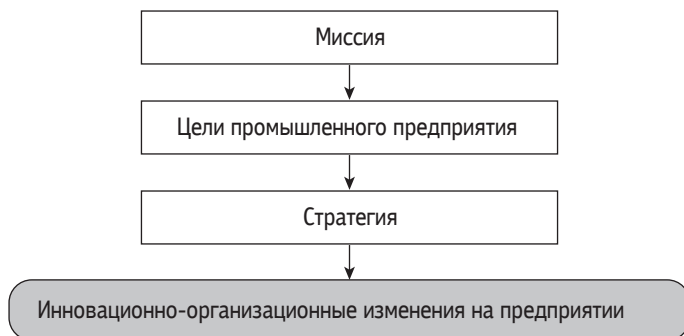 Миссия
Цели промышленного предприятия
Стратегия
Инновационно-организационные изменения на предприятии